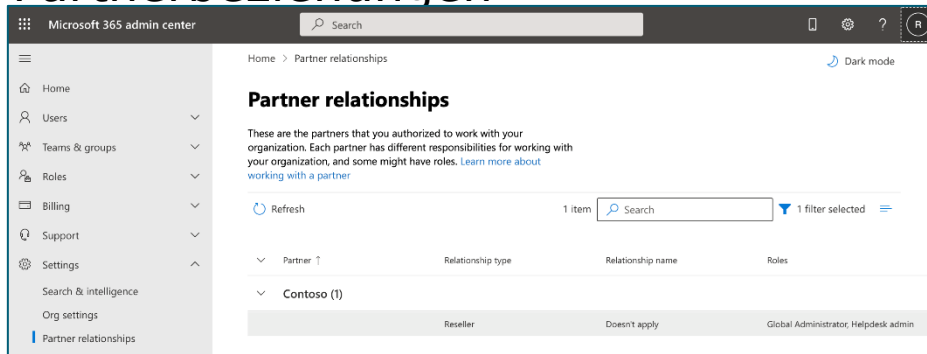 Microsoft 365 admin center
Search
?
R
Home > Partner relationships
Dark mode
Home
Users
Teams & groups
Roles
Billing
Support
Settings
Search & intelligence
Org settings
Partner relationships
Partner relationships
These are the partners that you authorized to work with your
organization. Each partner has different responsibilities for working with
your organization, and some might have roles. Learn more about
working with a partner
Refresh
1 item
Search
1 filter selected
Partner ↑
Relationship type
Relationship name
Roles
Contoso (1)
Reseller
Doesn't apply
Global Administrator, Helpdesk admin